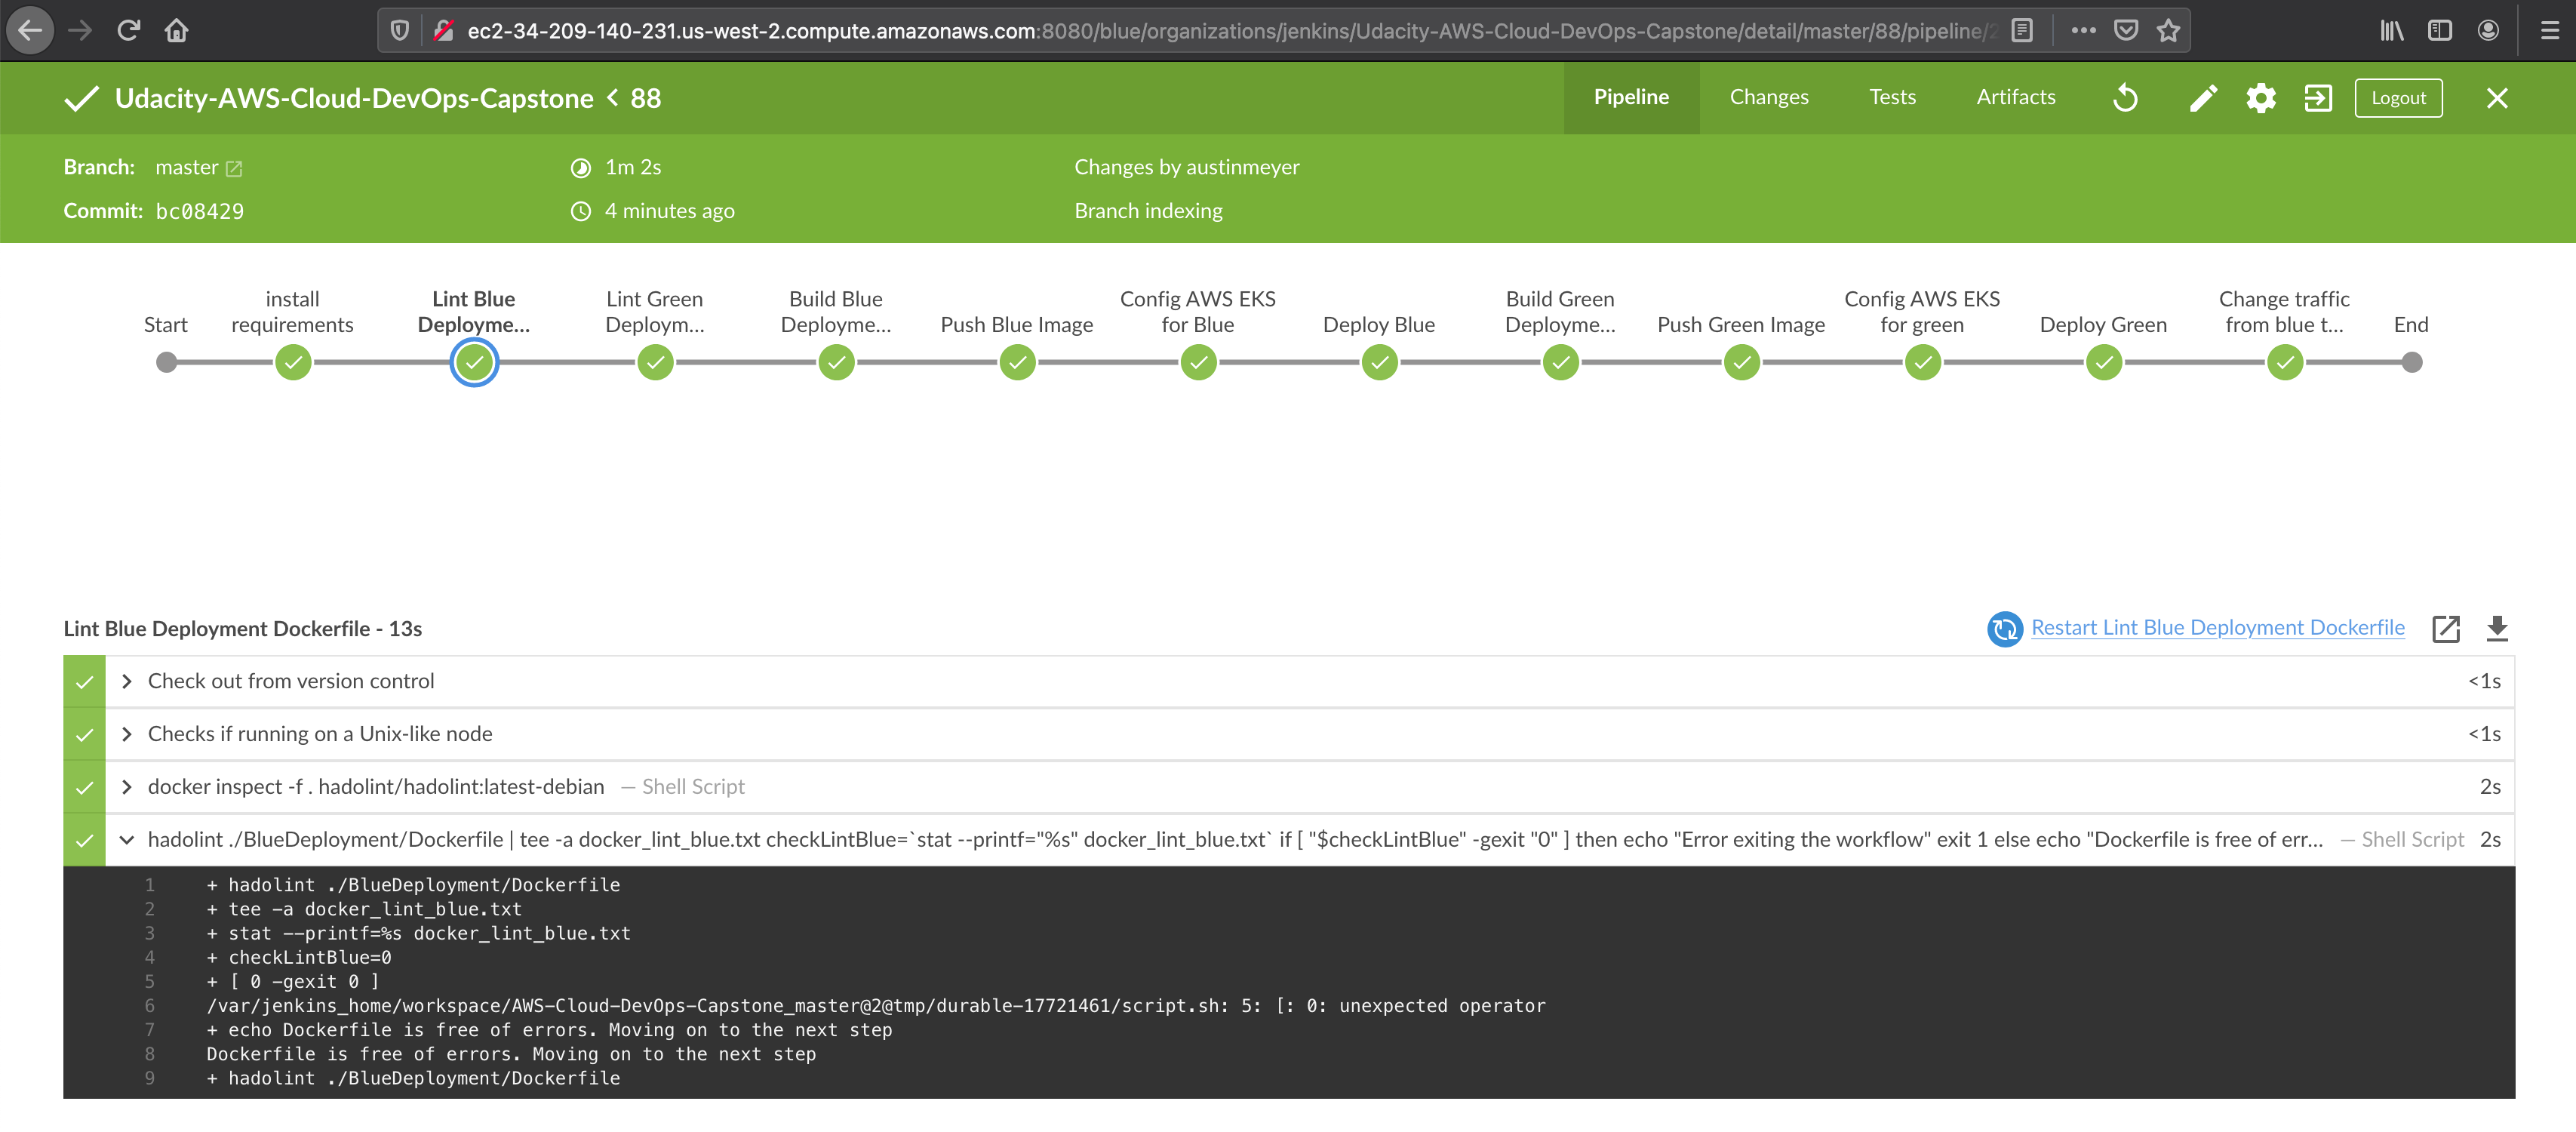 ec2-34-209-140-231.us-west-2.compute.amazonaws.com:8080/blue/organizations/jenkins/Udacity-AWS-Cloud-DevOps-Capstone/detail/master/88/pipeline/
Udacity-AWS-Cloud-DevOps-Capstone < 88
Pipeline Changes Tests Artifacts Logout
Branch: master 1m 2s Changes by austinmeyer
Commit: bc08429 4 minutes ago Branch indexing
Start
install
requirements
Lint Blue
Deployme...
Lint Green
Deploym...
Build Blue
Deployme...
Push Blue Image
Config AWS EKS
for Blue
Deploy Blue
Build Green
Deployme...
Push Green Image
Config AWS EKS
for green
Deploy Green
Change traffic
from blue t...
End
Lint Blue Deployment Dockerfile - 13s
Restart Lint Blue Deployment Dockerfile
Check out from version control <1s
Checks if running on a Unix-like node <1s
docker inspect -f . hadolint/hadolint:latest-debian — Shell Script 2s
hadolint ./BlueDeployment/Dockerfile | tee -a docker_lint_blue.txt checkLintBlue=`stat --printf="%s" docker_lint_blue.txt` if [ "$checkLintBlue" -gexit "0" ] then echo "Error exiting the workflow" exit 1 else echo "Dockerfile is free of err... — Shell Script 2s
1 + hadolint ./BlueDeployment/Dockerfile
2 + tee -a docker_lint_blue.txt
3 + stat --printf=%s docker_lint_blue.txt
4 + checkLintBlue=0
5 + [ 0 -gexit 0 ]
6 /var/jenkins_home/workspace/AWS-Cloud-DevOps-Capstone_master@2@tmp/durable-17721461/script.sh: 5: [: 0: unexpected operator
7 + echo Dockerfile is free of errors. Moving on to the next step
8 Dockerfile is free of errors. Moving on to the next step
9 + hadolint ./BlueDeployment/Dockerfile